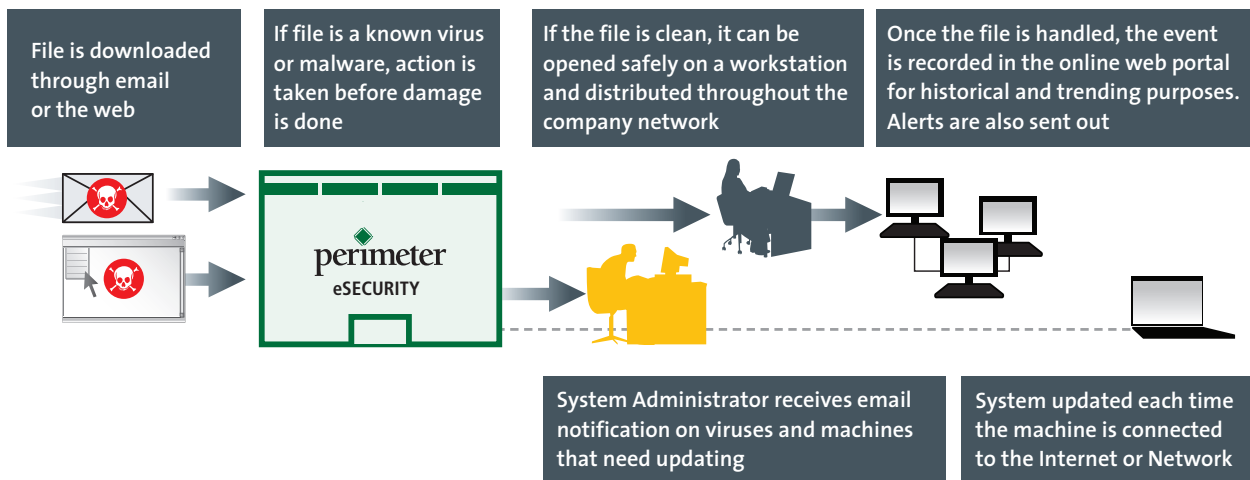 File is downloaded
through email
or the web
If file is a known virus
or malware, action is
taken before damage
is done
If the file is clean, it can be
opened safely on a workstation
and distributed throughout the
company network
Once the file is handled, the event
is recorded in the online web portal
for historical and trending purposes.
Alerts are also sent out
perimeter
eSECURITY
System Administrator receives email
notification on viruses and machines
that need updating
System updated each time
the machine is connected
to the Internet or Network